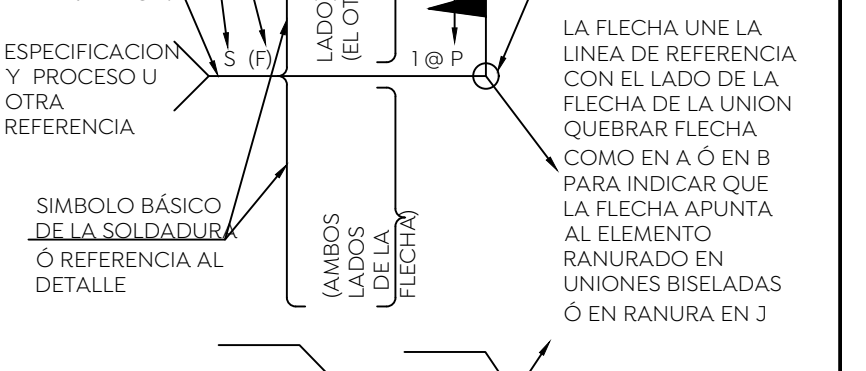 ESPECIFICACION
Y PROCESO U
OTRA
REFERENCIA
S (F)
LADO)
1 @ P
SIMBOLO BÁSICO
DE LA SOLDADURA
Ó REFERENCIA AL
DETALLE
(AMBOS
LADOS
DE LA
FLECHA)
LA FLECHA UNE LA
LINEA DE REFERENCIA
CON EL LADO DE LA
FLECHA DE LA UNION
QUEBRAR FLECHA
COMO EN A Ó EN B
PARA INDICAR QUE
LA FLECHA APUNTA
AL ELEMENTO
RANURADO EN
UNIONES BISELADAS
Ó EN RANURA EN J